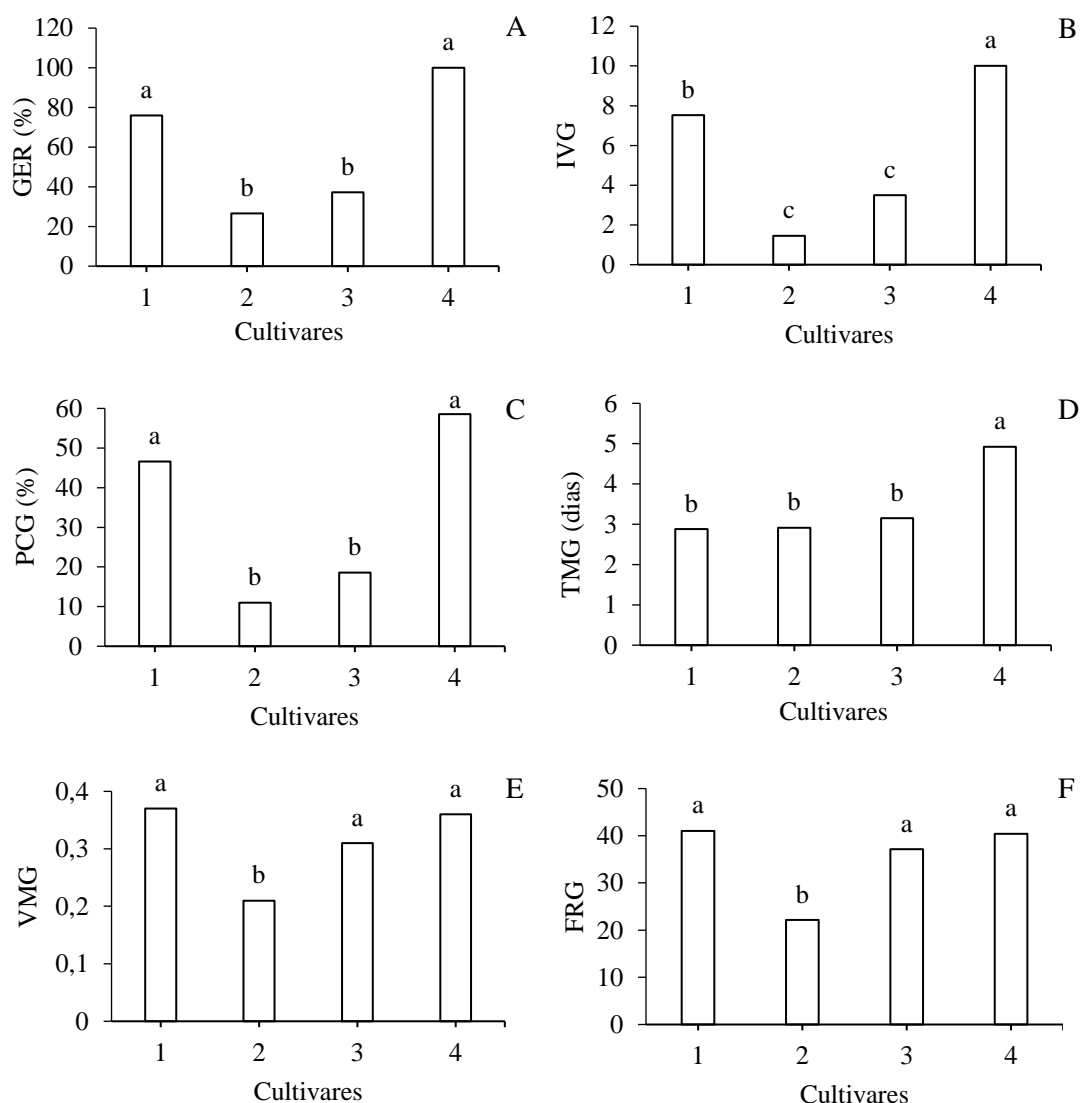 A
GER (%)
120
100
80
60
40
20
0
a
b
b
a
1 2 3 4
Cultivares
B
IVG
12
10
8
6
4
2
0
b
c
c
a
1 2 3 4
Cultivares
C
PCG (%)
60
50
40
30
20
10
0
a
b
b
a
1 2 3 4
Cultivares
D
TMG (dias)
6
5
4
3
2
1
0
b
b
b
a
1 2 3 4
Cultivares
E
VMG
0,4
0,3
0,2
0,1
0
a
b
a
a
1 2 3 4
Cultivares
F
FRG
50
40
30
20
10
0
a
b
a
a
1 2 3 4
Cultivares